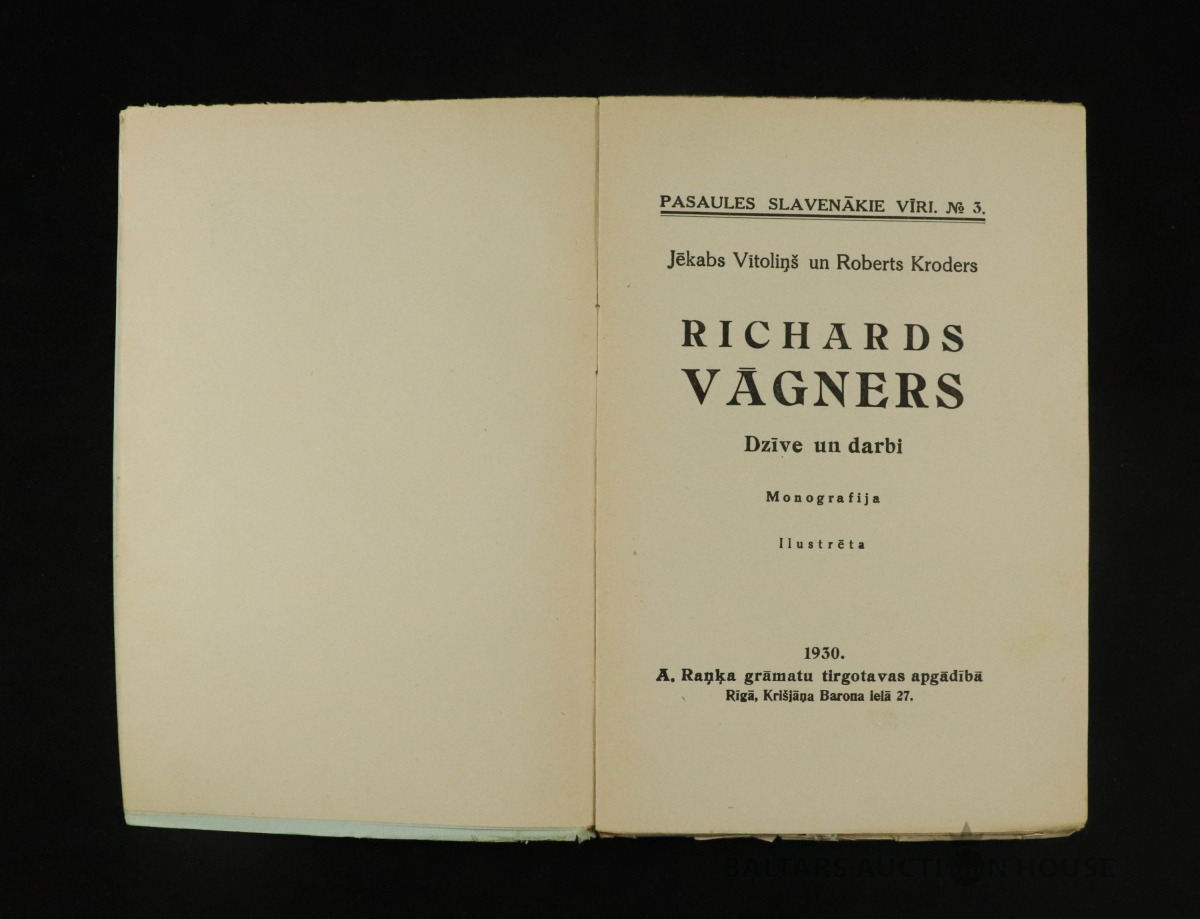 PASAULES SLAVENĀKIE VĪRI. № 3.
Jēkabs Vītoliņš un Roberts Kroders
RICHARDS
VĀGNERS
Dzīve un darbi
Monografija
Ilustrēta
1930.
A. Raņķa grāmatu tirgotavas apgādībā
Rīgā, Krišjāņa Barona ielā 27.
BALTARS AUCTION HOUSE